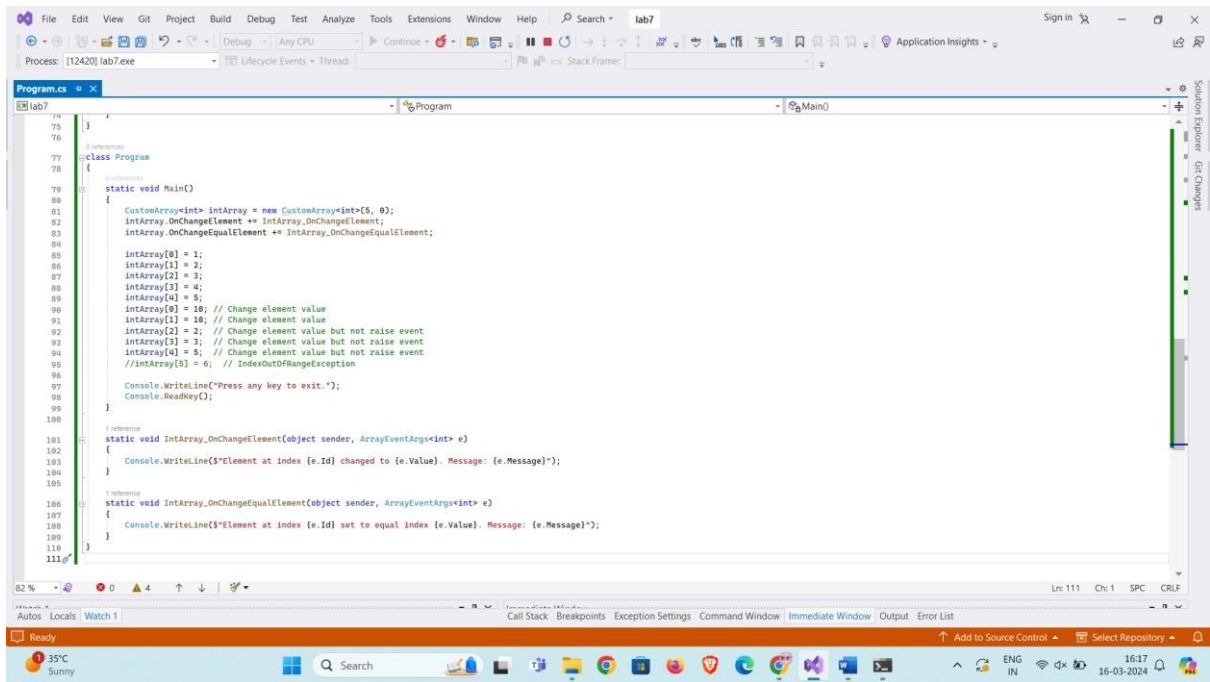 File Edit View Git Project Build Debug Test Analyze Tools Extensions Window Help Search lab7 Sign in
Debug Any CPU Continue Application Insights
Process: [12420] lab7.exe Lifecycle Events Thread: Stack Frame:
Program.cs
lab7 Program Main()
74 }
75 }
76
0 references
77 class Program
78 {
0 references
79 static void Main()
80 {
81 CustomArray<int> intArray = new CustomArray<int>(5, 0);
82 intArray.OnChangeElement += IntArray_OnChangeElement;
83 intArray.OnChangeEqualElement += IntArray_OnChangeEqualElement;
84
85 intArray[0] = 1;
86 intArray[1] = 2;
87 intArray[2] = 3;
88 intArray[3] = 4;
89 intArray[4] = 5;
90 intArray[0] = 10; // Change element value
91 intArray[1] = 10; // Change element value
92 intArray[2] = 2; // Change element value but not raise event
93 intArray[3] = 3; // Change element value but not raise event
94 intArray[4] = 5; // Change element value but not raise event
95 //intArray[5] = 6; // IndexOutOfRangeException
96
97 Console.WriteLine("Press any key to exit.");
98 Console.ReadKey();
99 }
100
1 reference
101 static void IntArray_OnChangeElement(object sender, ArrayEventArgs<int> e)
102 {
103 Console.WriteLine($"Element at index {e.Id} changed to {e.Value}. Message: {e.Message}");
104 }
105
1 reference
106 static void IntArray_OnChangeEqualElement(object sender, ArrayEventArgs<int> e)
107 {
108 Console.WriteLine($"Element at index {e.Id} set to equal index {e.Value}. Message: {e.Message}");
109 }
110 }
111
Solution Explorer
Git Changes
82 % 0 4 Ln: 111 Ch: 1 SPC CRLF
Autos Locals Watch 1 Call Stack Breakpoints Exception Settings Command Window Immediate Window Output Error List
Ready Add to Source Control Select Repository
1 35°C Search ENG 16:17
Sunny IN 16-03-2024